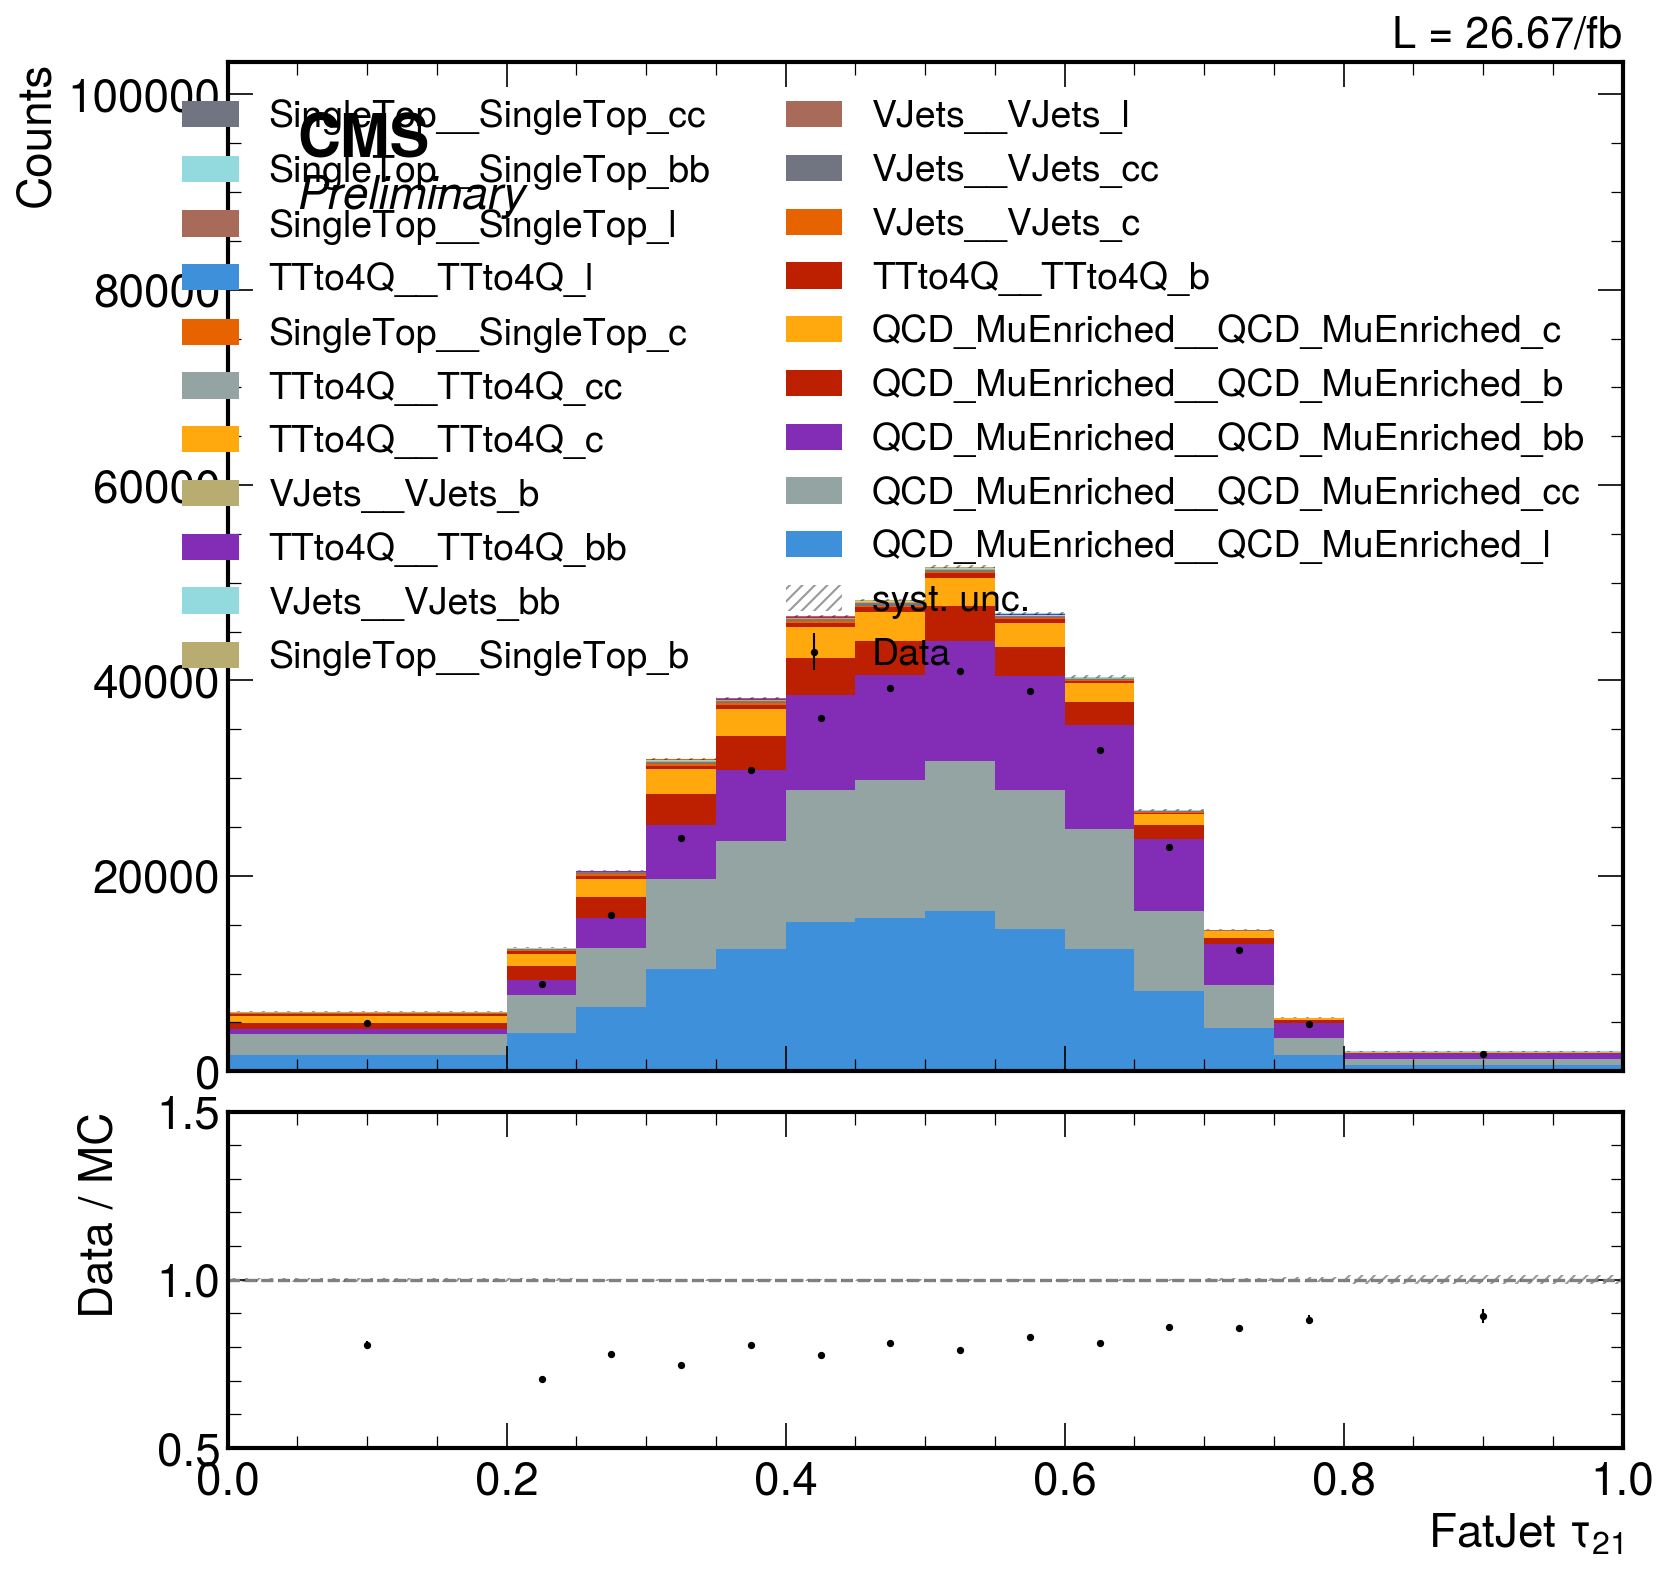 L = 26.67/fb
Counts
100000
80000
60000
40000
20000
0
CMS
Preliminary
SingleTop__SingleTop_cc
SingleTop__SingleTop_bb
SingleTop__SingleTop_l
TTto4Q__TTto4Q_l
SingleTop__SingleTop_c
TTto4Q__TTto4Q_cc
TTto4Q__TTto4Q_c
VJets__VJets_b
TTto4Q__TTto4Q_bb
VJets__VJets_bb
SingleTop__SingleTop_b
VJets__VJets_l
VJets__VJets_cc
VJets__VJets_c
TTto4Q__TTto4Q_b
QCD_MuEnriched__QCD_MuEnriched_c
QCD_MuEnriched__QCD_MuEnriched_b
QCD_MuEnriched__QCD_MuEnriched_bb
QCD_MuEnriched__QCD_MuEnriched_cc
QCD_MuEnriched__QCD_MuEnriched_l
syst. unc.
Data
Data / MC
1.5
1.0
0.5
0.0 0.2 0.4 0.6 0.8 1.0
FatJet τ₂₁